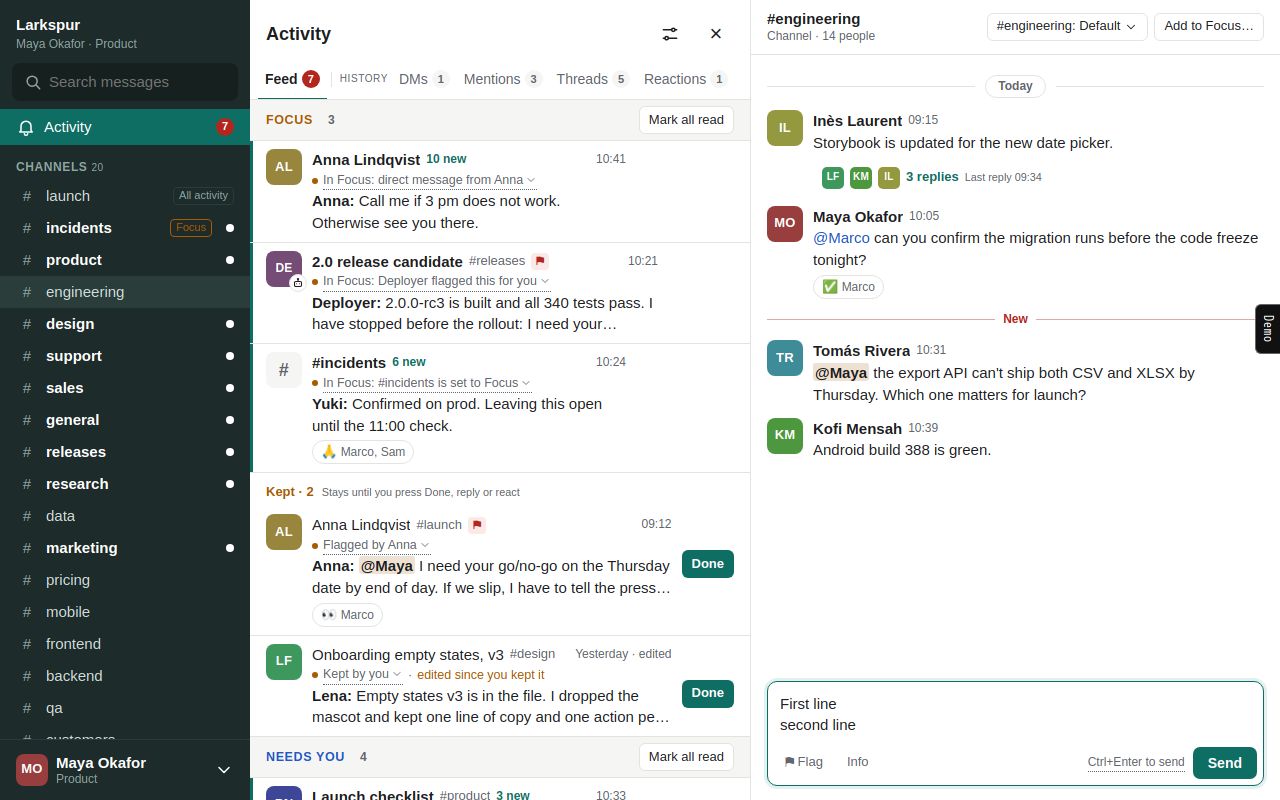 Larkspur
Maya Okafor · Product
Search messages
Activity 7
CHANNELS 20
# launch All activity
# incidents Focus
# product
# engineering
# design
# support
# sales
# general
# releases
# research
# data
# marketing
# pricing
# mobile
# frontend
# backend
# qa
# customers
MO Maya Okafor
Product
Activity
Feed 7 HISTORY DMs 1 Mentions 3 Threads 5 Reactions 1
FOCUS 3 Mark all read
AL Anna Lindqvist 10 new 10:41
In Focus: direct message from Anna
Anna: Call me if 3 pm does not work.
Otherwise see you there.
DE 2.0 release candidate #releases 10:21
In Focus: Deployer flagged this for you
Deployer: 2.0.0-rc3 is built and all 340 tests pass. I
have stopped before the rollout: I need your…
# #incidents 6 new 10:24
In Focus: #incidents is set to Focus
Yuki: Confirmed on prod. Leaving this open
until the 11:00 check.
🙏 Marco, Sam
Kept · 2 Stays until you press Done, reply or react
AL Anna Lindqvist #launch 09:12
Flagged by Anna
Anna: @Maya I need your go/no-go on the Thursday
date by end of day. If we slip, I have to tell the press…
Done
👀 Marco
LF Onboarding empty states, v3 #design Yesterday · edited
Kept by you · edited since you kept it
Lena: Empty states v3 is in the file. I dropped the
mascot and kept one line of copy and one action pe…
Done
NEEDS YOU 4 Mark all read
Launch checklist #product 3 new 10:33
#engineering
Channel · 14 people
#engineering: Default
Add to Focus…
Today
IL Inès Laurent 09:15
Storybook is updated for the new date picker.
LF KM IL 3 replies Last reply 09:34
MO Maya Okafor 10:05
@Marco can you confirm the migration runs before the code freeze
tonight?
✅ Marco
New
Demo
TR Tomás Rivera 10:31
@Maya the export API can't ship both CSV and XLSX by
Thursday. Which one matters for launch?
KM Kofi Mensah 10:39
Android build 388 is green.
First line
second line
Flag Info Ctrl+Enter to send Send